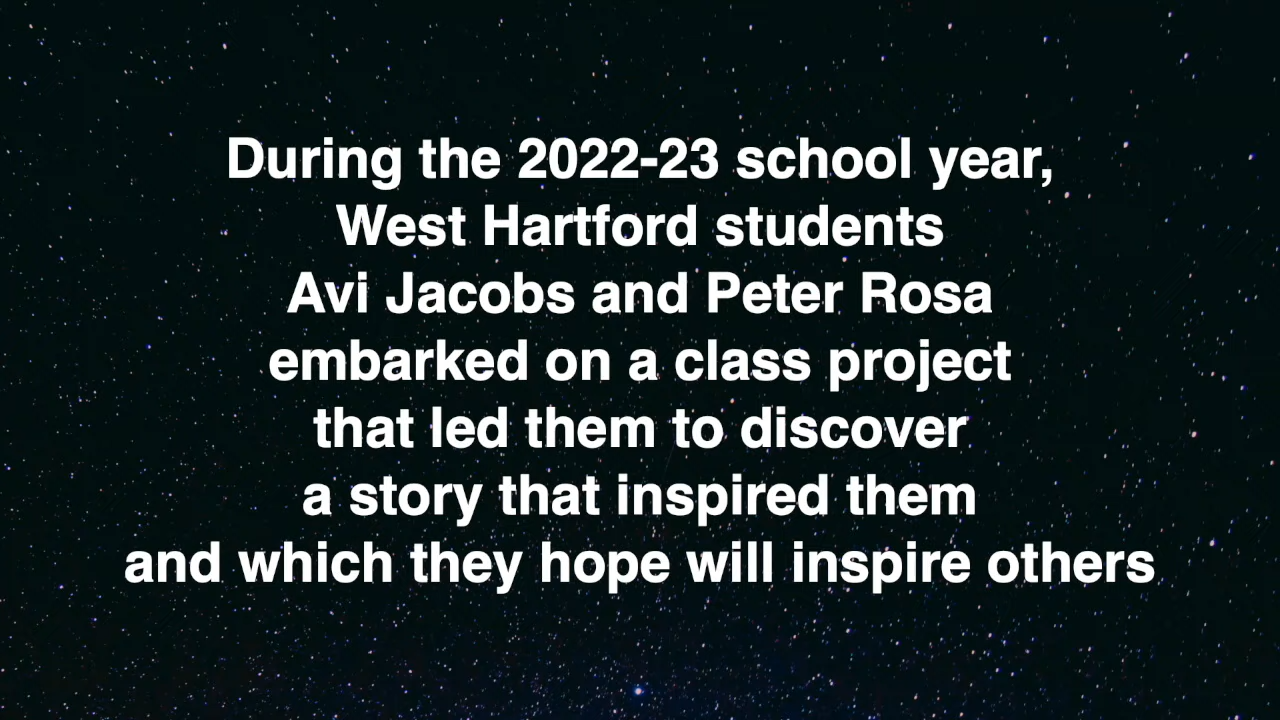 During the 2022-23 school year,
West Hartford students
Avi Jacobs and Peter Rosa
embarked on a class project
that led them to discover
a story that inspired them
and which they hope will inspire others